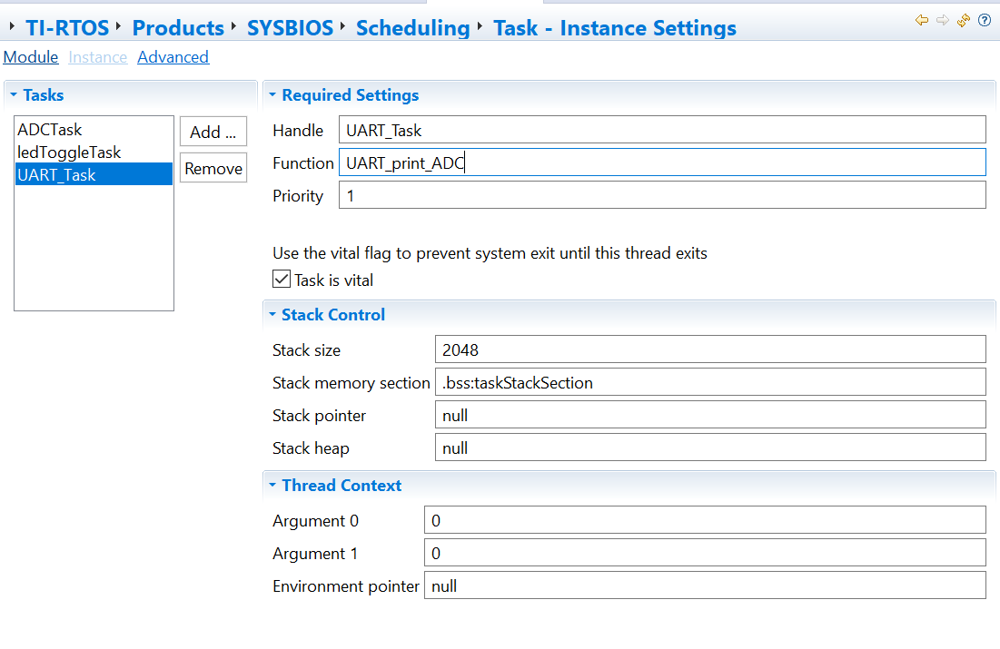 TI-RTOS Products SYSBIOS Scheduling Task - Instance Settings
Module Instance Advanced
Tasks
ADCTask
ledToggleTask
UART_Task
Add ...
Remove
Required Settings
Handle UART_Task
Function UART_print_ADC
Priority 1
Use the vital flag to prevent system exit until this thread exits
Task is vital
Stack Control
Stack size 2048
Stack memory section .bss:taskStackSection
Stack pointer null
Stack heap null
Thread Context
Argument 0 0
Argument 1 0
Environment pointer null